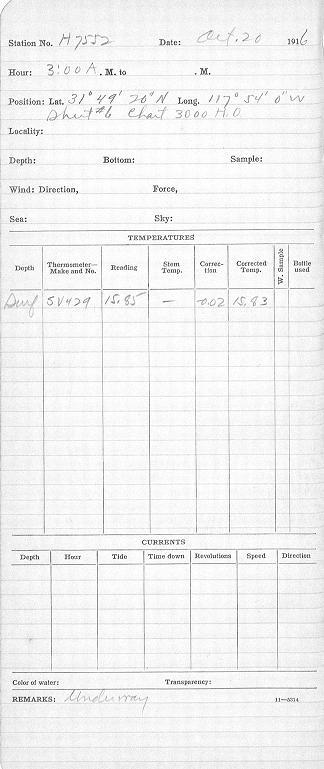 Station No. H7552 Date: Oct. 20 1916
Hour: 3:00 A. M. to . M.
Position: Lat. 31° 49' 20" N Long. 117° 54' 0" W
Sheet #6 Chart 3000 H.O.
Locality:
Depth: Bottom: Sample:
Wind: Direction, Force,
Sea: Sky:
TEMPERATURES
Depth Thermometer—Make and No. Reading Stem Temp. Correction Corrected Temp. W. Sample Bottle used
Surf SV429 15.85 — -0.02 15.83
CURRENTS
Depth Hour Tide Time down Revolutions Speed Direction
Color of water: Transparency:
REMARKS: Underway 11—5214